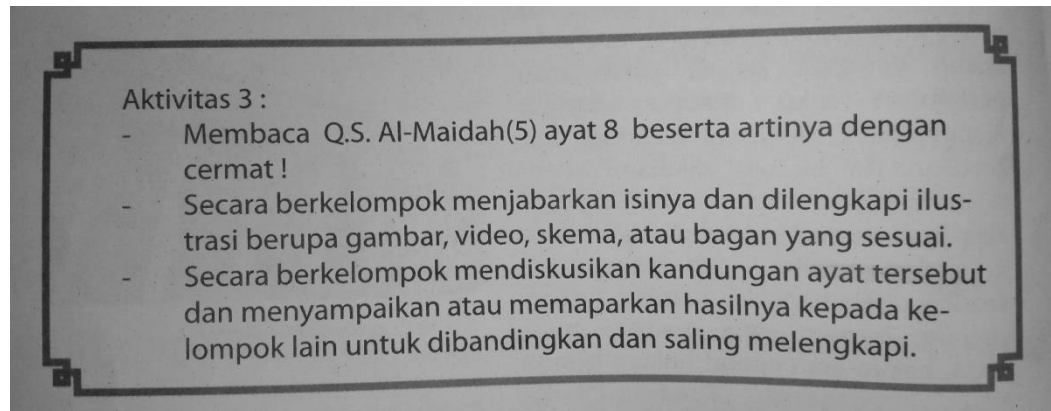 Aktivitas 3 :
- Membaca Q.S. Al-Maidah(5) ayat 8 beserta artinya dengan
cermat !
- Secara berkelompok menjabarkan isinya dan dilengkapi ilus-
trasi berupa gambar, video, skema, atau bagan yang sesuai.
- Secara berkelompok mendiskusikan kandungan ayat tersebut
dan menyampaikan atau memaparkan hasilnya kepada ke-
lompok lain untuk dibandingkan dan saling melengkapi.